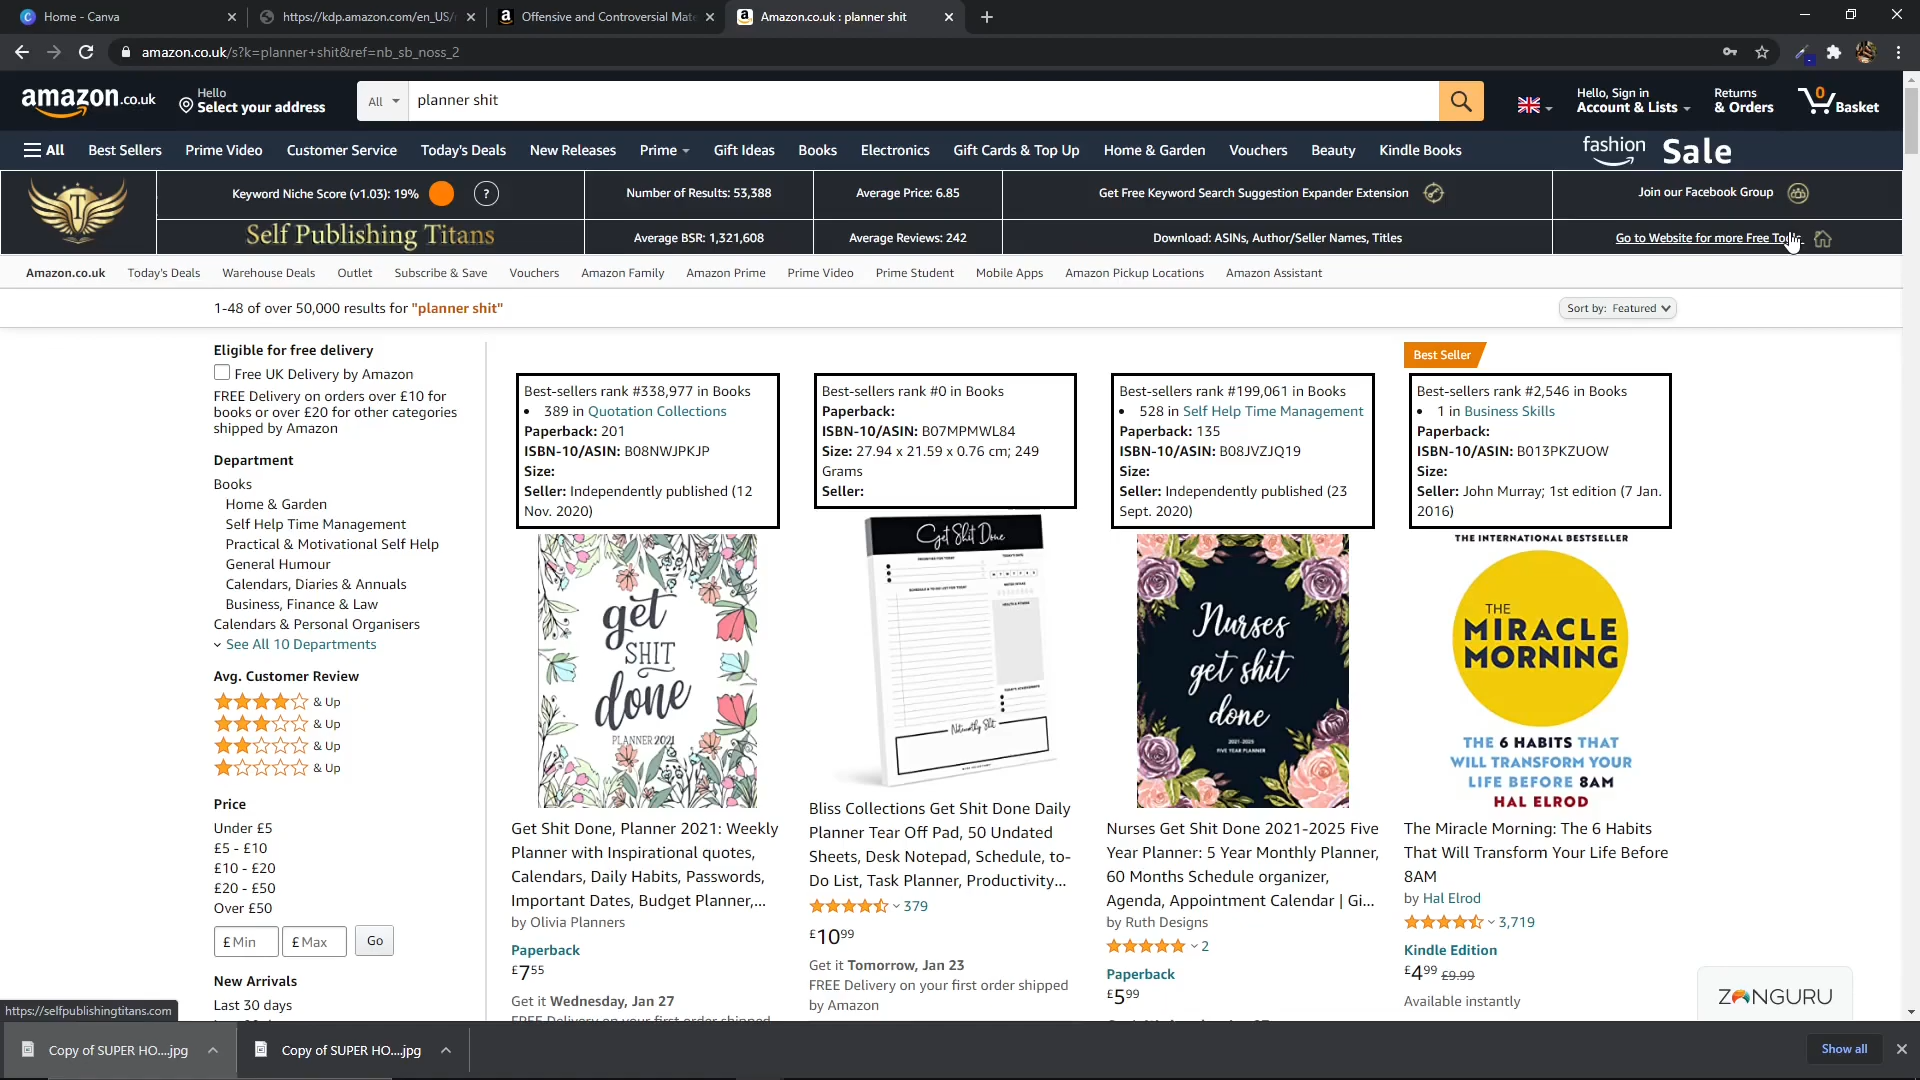 Home - Canva
https://kdp.amazon.com/en_US/
Offensive and Controversial Mate
Amazon.co.uk : planner shit
amazon.co.uk/s?k=planner+shit&ref=nb_sb_noss_2
amazon.co.uk
Hello
Select your address
All
planner shit
Hello, Sign in
Account & Lists
Returns
& Orders
0
Basket
All
Best Sellers
Prime Video
Customer Service
Today's Deals
New Releases
Prime
Gift Ideas
Books
Electronics
Gift Cards & Top Up
Home & Garden
Vouchers
Beauty
Kindle Books
fashion Sale
T
Keyword Niche Score (v1.03): 19%
?
Number of Results: 53,388
Average Price: 6.85
Get Free Keyword Search Suggestion Expander Extension
Join our Facebook Group
Self Publishing Titans
Average BSR: 1,321,608
Average Reviews: 242
Download: ASINs, Author/Seller Names, Titles
Go to Website for more Free Tools
Amazon.co.uk
Today's Deals
Warehouse Deals
Outlet
Subscribe & Save
Vouchers
Amazon Family
Amazon Prime
Prime Video
Prime Student
Mobile Apps
Amazon Pickup Locations
Amazon Assistant
1-48 of over 50,000 results for "planner shit"
Sort by: Featured
Eligible for free delivery
Free UK Delivery by Amazon
FREE Delivery on orders over £10 for
books or over £20 for other categories
shipped by Amazon
Department
Books
Home & Garden
Self Help Time Management
Practical & Motivational Self Help
General Humour
Calendars, Diaries & Annuals
Business, Finance & Law
Calendars & Personal Organisers
See All 10 Departments
Avg. Customer Review
& Up
& Up
& Up
& Up
Price
Under £5
£5 - £10
£10 - £20
£20 - £50
Over £50
£ Min
£ Max
Go
New Arrivals
Last 30 days
Best-sellers rank #338,977 in Books
389 in Quotation Collections
Paperback: 201
ISBN-10/ASIN: B08NWJPKJP
Size:
Seller: Independently published (12
Nov. 2020)
get
SHIT
done
PLANNER 2021
Get Shit Done, Planner 2021: Weekly
Planner with Inspirational quotes,
Calendars, Daily Habits, Passwords,
Important Dates, Budget Planner,...
by Olivia Planners
Paperback
£755
Get it Wednesday, Jan 27
FREE Delivery on your first order shipped
Best-sellers rank #0 in Books
Paperback:
ISBN-10/ASIN: B07MPMWL84
Size: 27.94 x 21.59 x 0.76 cm; 249
Grams
Seller:
Get Shit Done
Noteworthy Shit
Bliss Collections Get Shit Done Daily
Planner Tear Off Pad, 50 Undated
Sheets, Desk Notepad, Schedule, to-
Do List, Task Planner, Productivity...
379
£1099
Get it Tomorrow, Jan 23
FREE Delivery on your first order shipped
by Amazon
Best-sellers rank #199,061 in Books
528 in Self Help Time Management
Paperback: 135
ISBN-10/ASIN: B08JVZJQ19
Size:
Seller: Independently published (23
Sept. 2020)
Nurses
get shit
done
2021-2025
FIVE YEAR PLANNER
Nurses Get Shit Done 2021-2025 Five
Year Planner: 5 Year Monthly Planner,
60 Months Schedule organizer,
Agenda, Appointment Calendar | Gi...
by Ruth Designs
2
Paperback
£599
Best Seller
Best-sellers rank #2,546 in Books
1 in Business Skills
Paperback:
ISBN-10/ASIN: B013PKZUOW
Size:
Seller: John Murray; 1st edition (7 Jan.
2016)
THE INTERNATIONAL BESTSELLER
THE
MIRACLE
MORNING
THE 6 HABITS THAT
WILL TRANSFORM YOUR
LIFE BEFORE 8AM
HAL ELROD
The Miracle Morning: The 6 Habits
That Will Transform Your Life Before
8AM
by Hal Elrod
3,719
Kindle Edition
£499 £9.99
Available instantly
ZONGURU
https://selfpublishingtitans.com
Copy of SUPER HO....jpg
Copy of SUPER HO....jpg
Show all